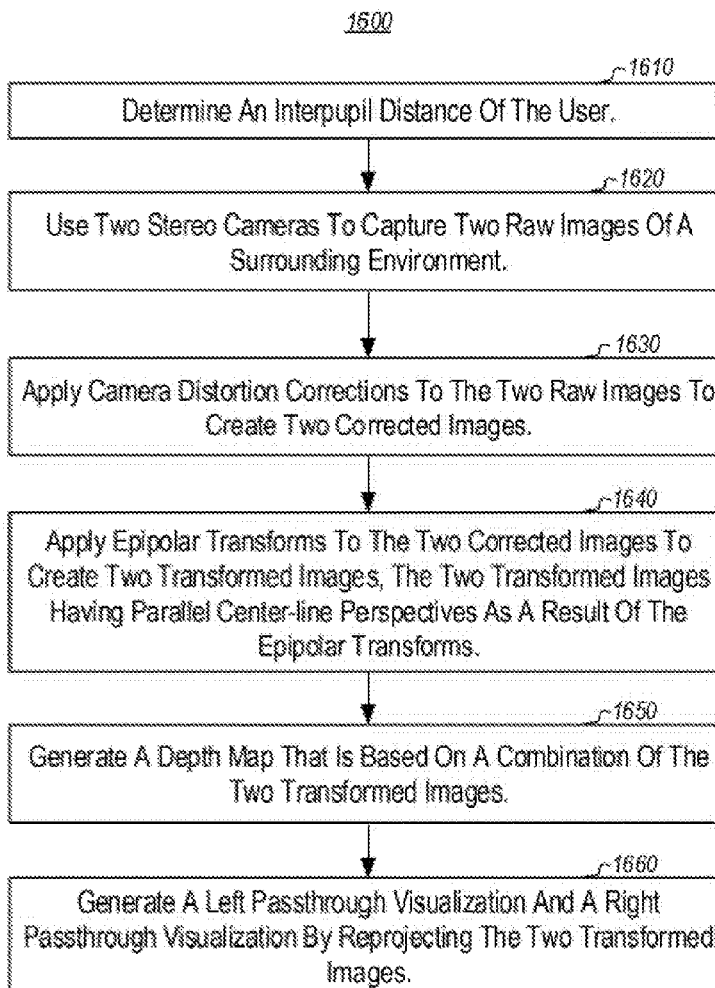 1600
1610
Determine An Interpupil Distance Of The User.
1620
Use Two Stereo Cameras To Capture Two Raw Images Of A
Surrounding Environment.
1630
Apply Camera Distortion Corrections To The Two Raw Images To
Create Two Corrected Images.
1640
Apply Epipolar Transforms To The Two Corrected Images To
Create Two Transformed Images, The Two Transformed Images
Having Parallel Center-line Perspectives As A Result Of The
Epipolar Transforms.
1650
Generate A Depth Map That Is Based On A Combination Of The
Two Transformed Images.
1660
Generate A Left Passthrough Visualization And A Right
Passthrough Visualization By Reprojecting The Two Transformed
Images.